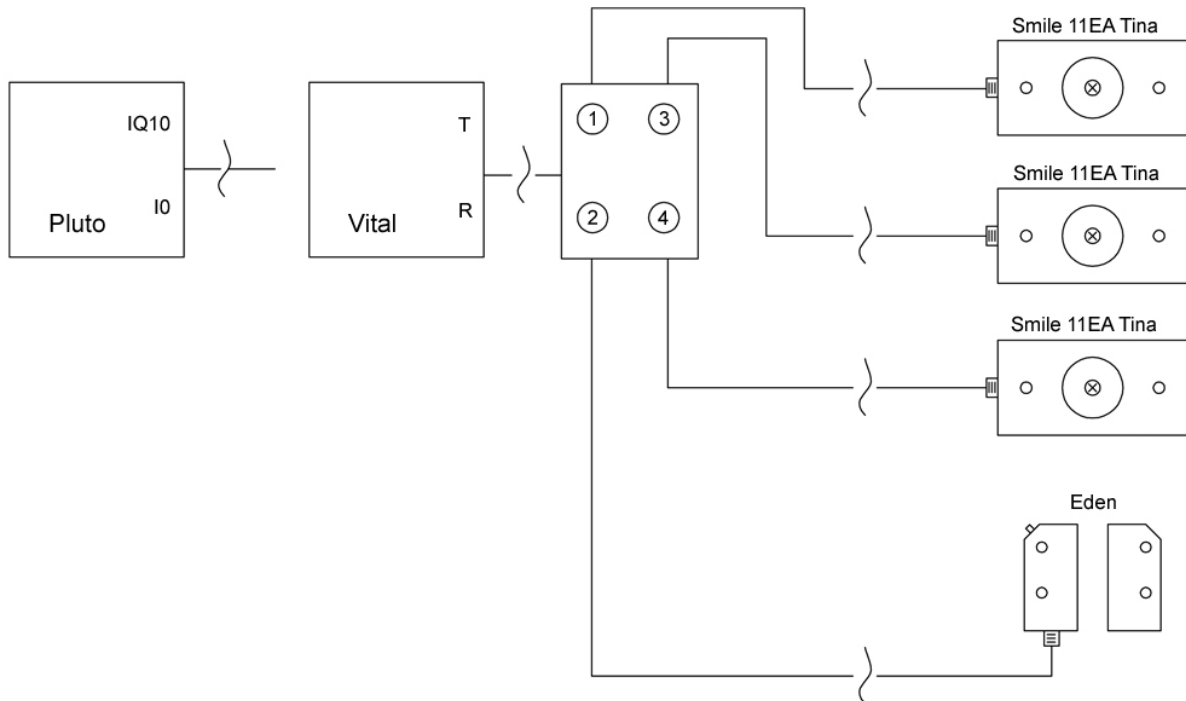 Smile 11EA Tina
IQ10
T
1
3
Pluto
I0
Vital
R
2
4
Smile 11EA Tina
Smile 11EA Tina
Eden